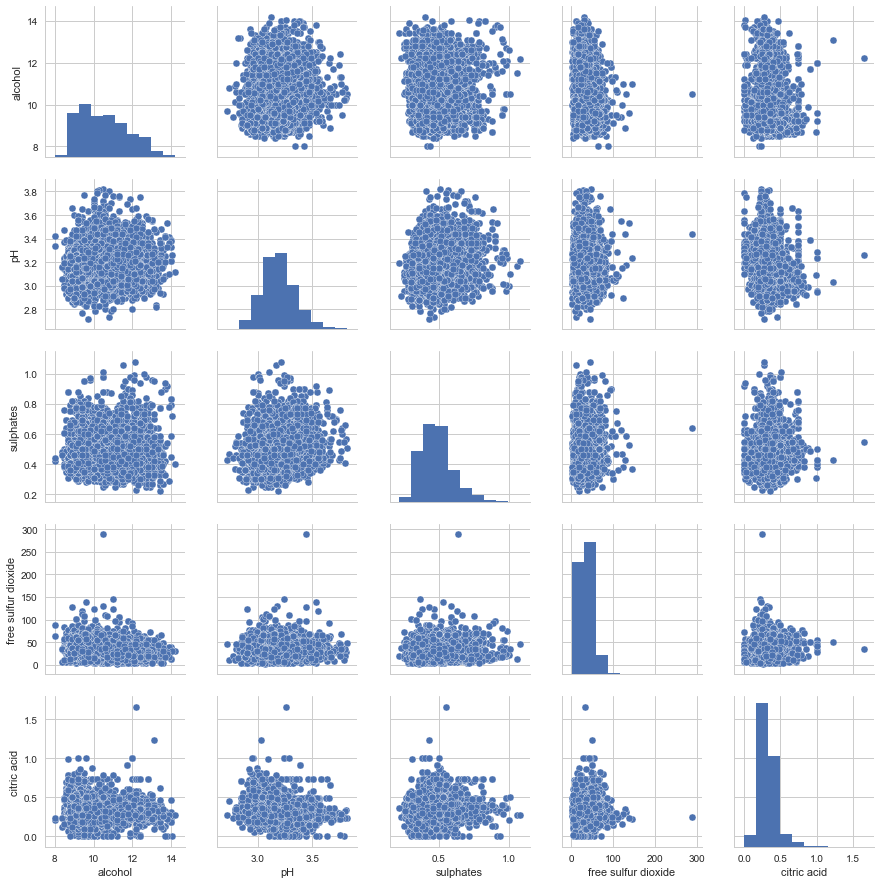 14
12
10
8
alcohol
3.8
3.6
3.4
3.2
3.0
2.8
pH
1.0
0.8
0.6
0.4
0.2
sulphates
300
250
200
150
100
50
0
free sulfur dioxide
1.5
1.0
0.5
0.0
citric acid
8 10 12 14
3.0 3.5
0.5 1.0
0 100 200 300
0.0 0.5 1.0 1.5
alcohol
pH
sulphates
free sulfur dioxide
citric acid